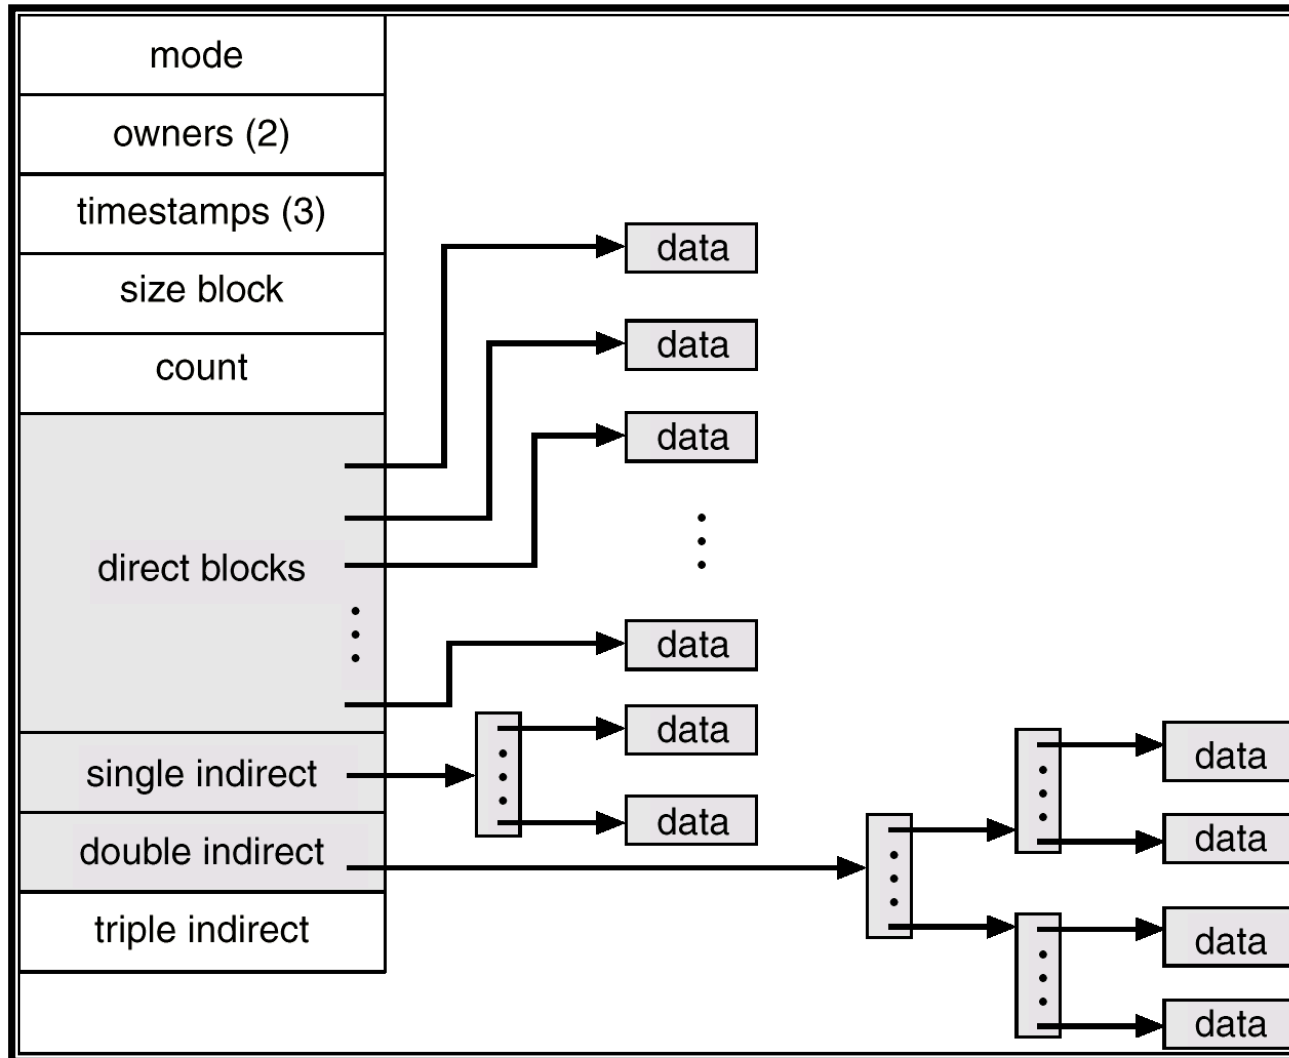 mode
owners (2)
timestamps (3)
size block
count
direct blocks
single indirect
double indirect
triple indirect
data
data
data
data
data
data
data
data
data
data